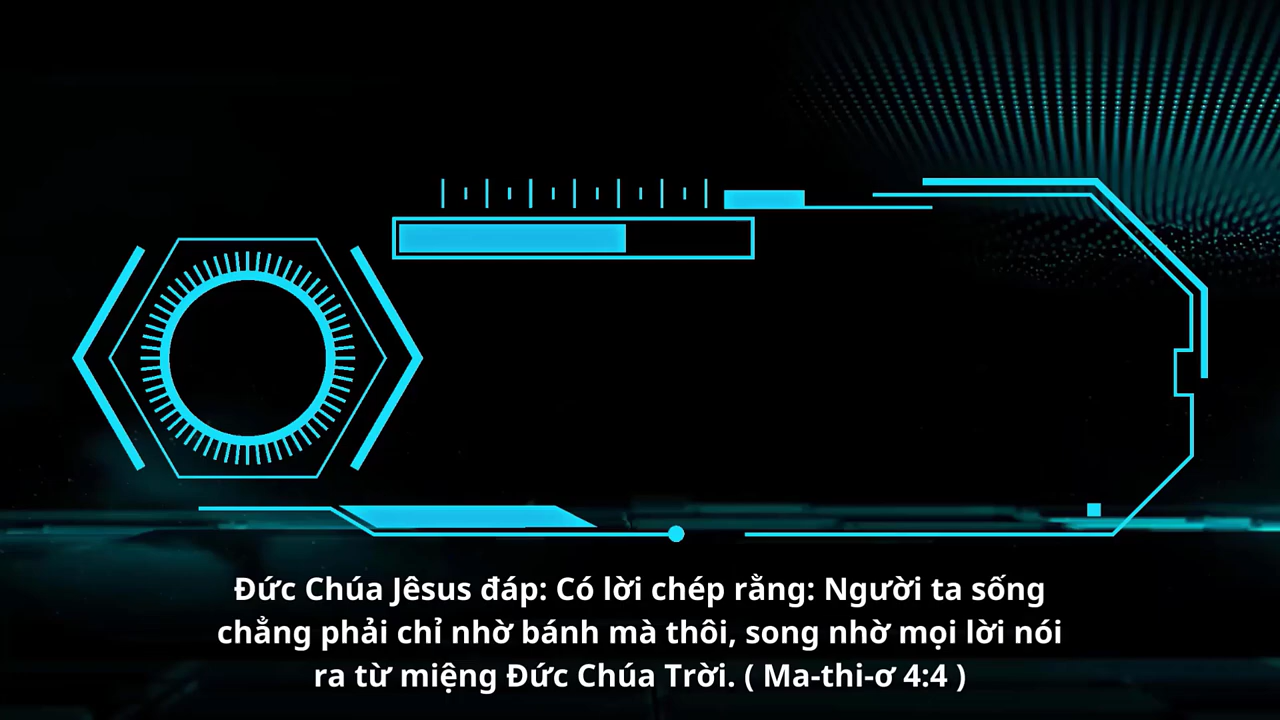 Đức Chúa Jêsus đáp: Có lời chép rằng: Người ta sống
chẳng phải chỉ nhờ bánh mà thôi, song nhờ mọi lời nói
ra từ miệng Đức Chúa Trời. ( Ma-thi-ơ 4:4 )